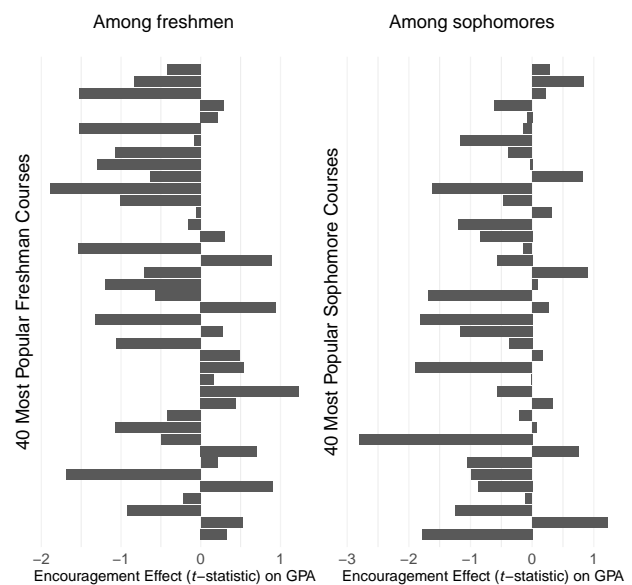 Among freshmen
40 Most Popular Freshman Courses
−2 −1 0 1
Encouragement Effect (t−statistic) on GPA
Among sophomores
40 Most Popular Sophomore Courses
−3 −2 −1 0 1
Encouragement Effect (t−statistic) on GPA